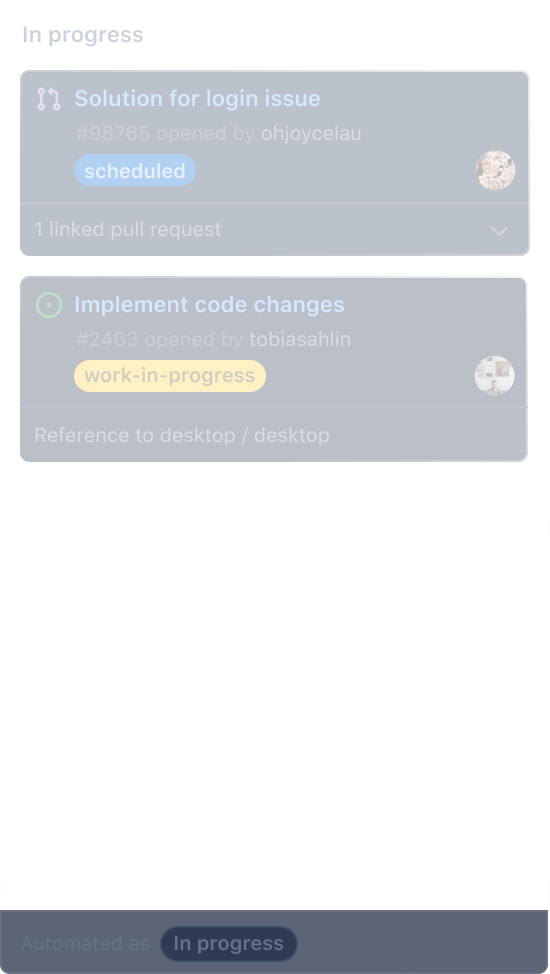 In progress
Solution for login issue
#98765 opened by ohjoycelau
scheduled
1 linked pull request
Implement code changes
#2463 opened by tobiasahlin
work-in-progress
Reference to desktop / desktop
Automated as In progress